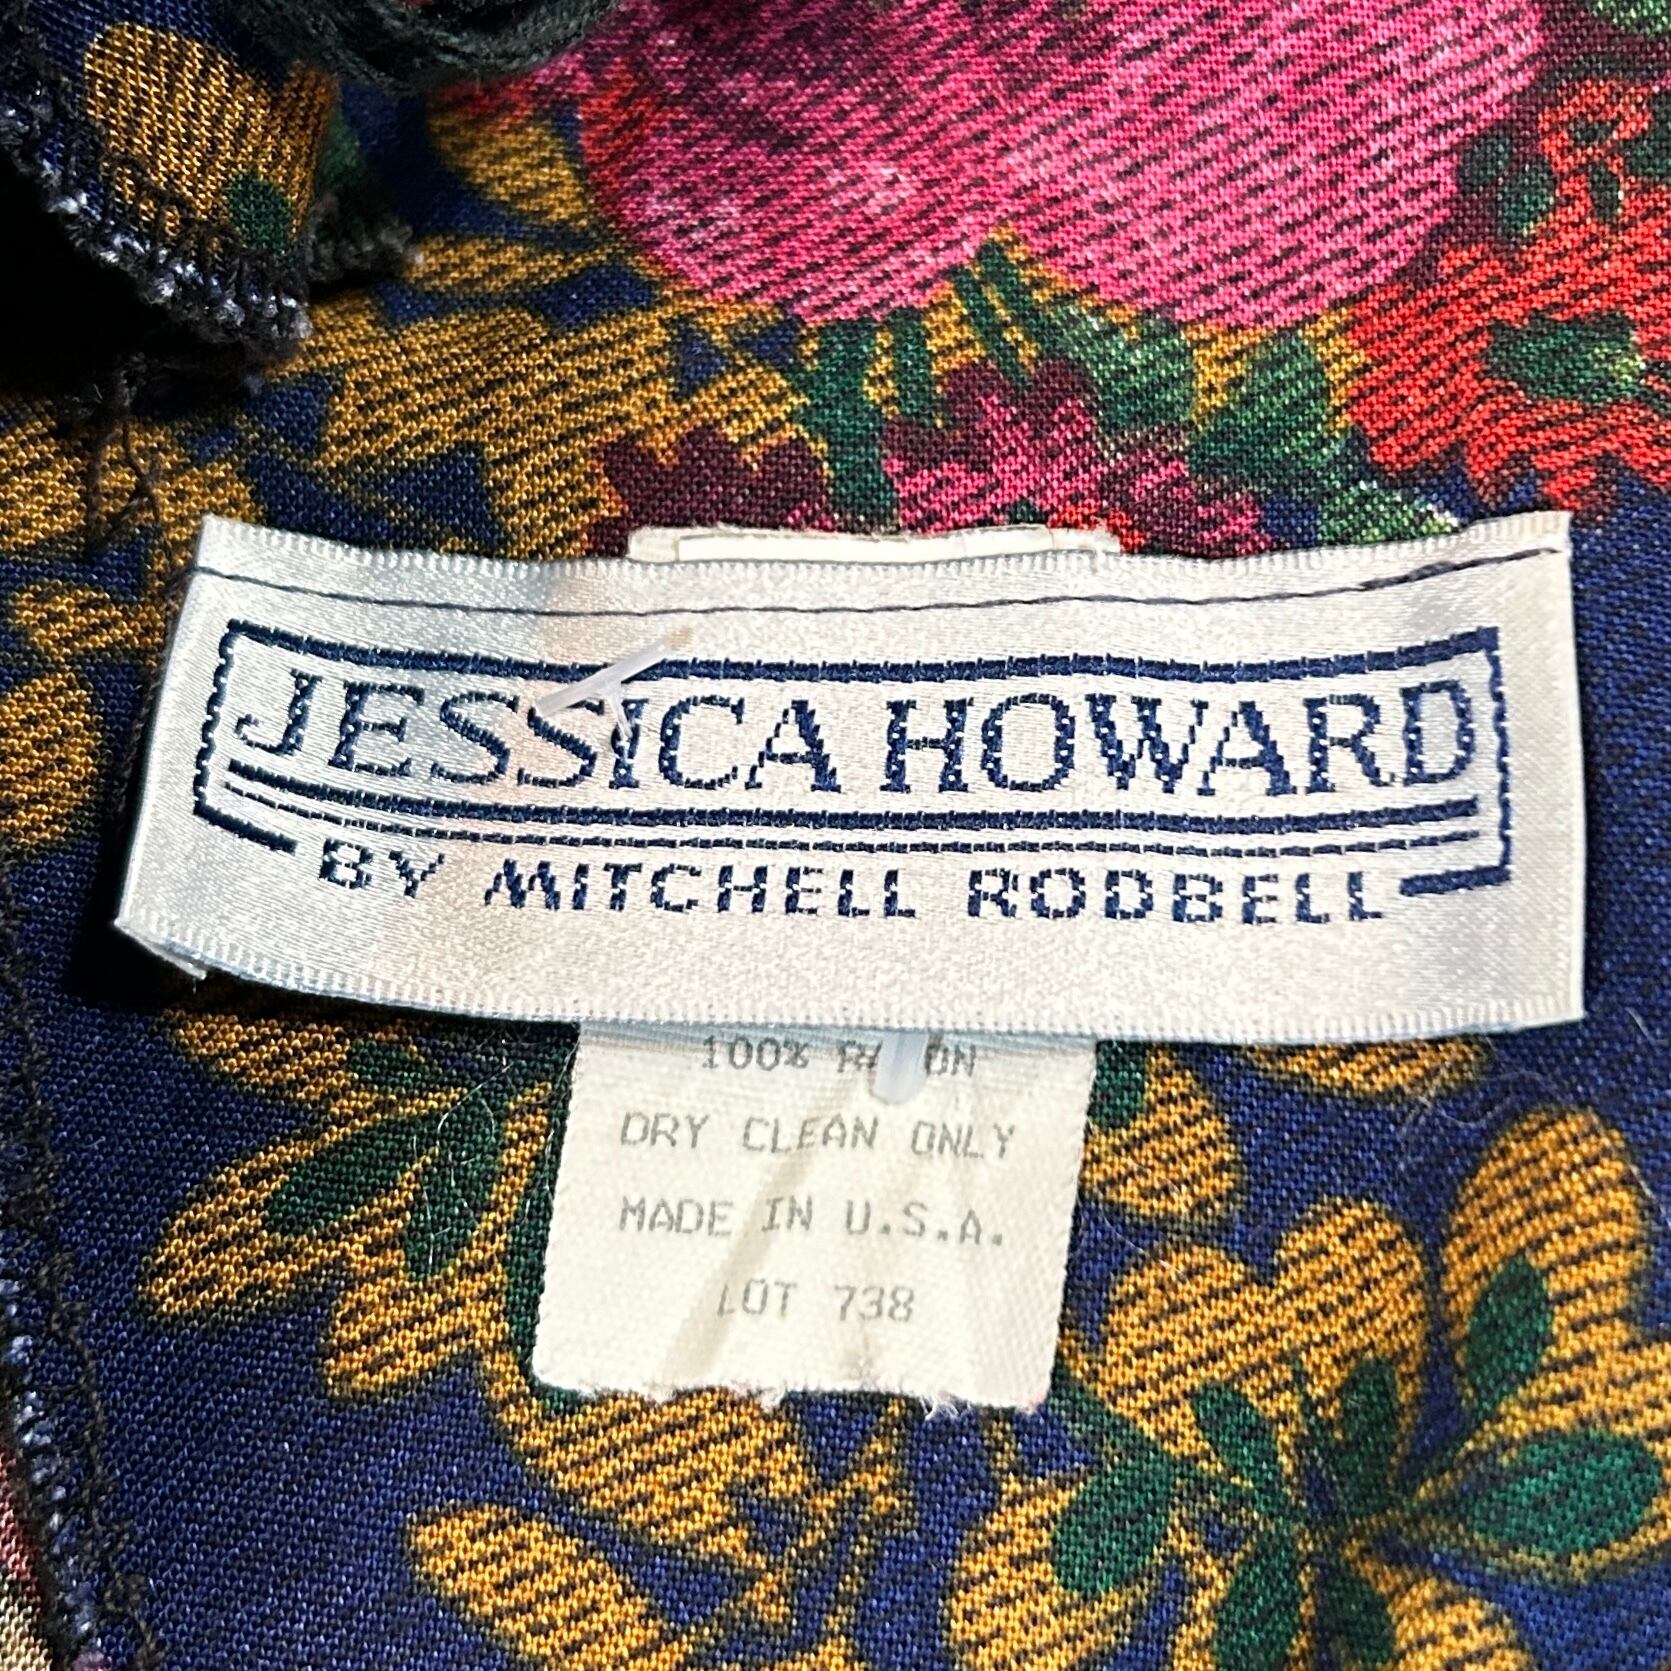 JESSICA HOWARD
BY MITCHELL RODBELL
100%
DRY CLEAN ONLY
MADE IN U.S.A.
LOT 738